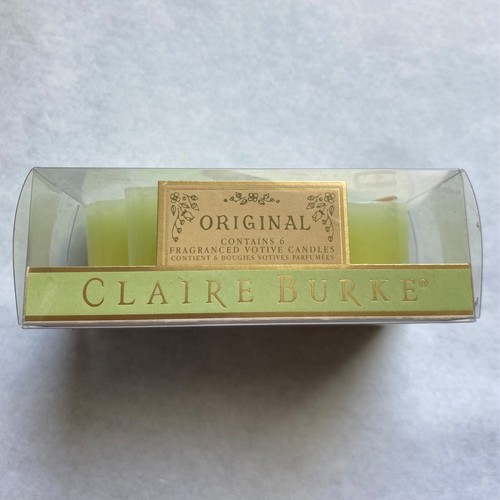 ORIGINAL
CONTAINS 6
FRAGRANCED VOTIVE CANDLES
CONTIENT 6 BOUGIES VOTIVES PARFUMÉES
CLAIRE BURKE®